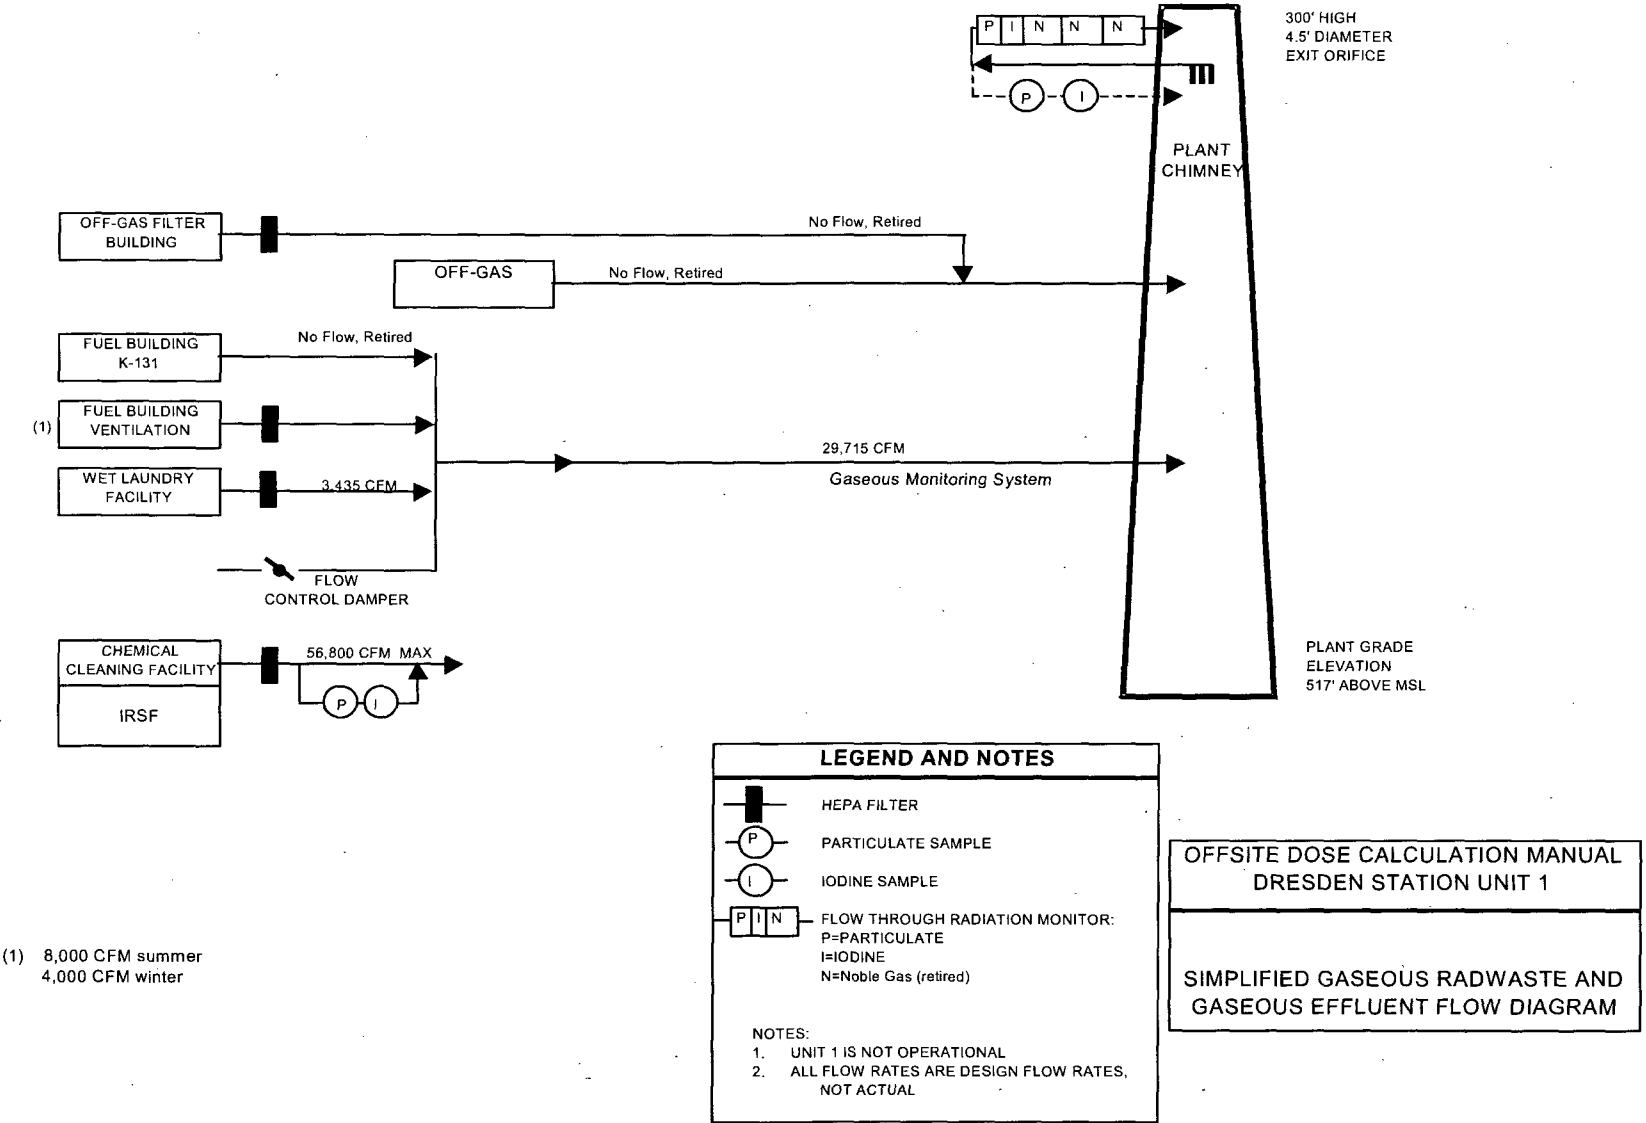 P I N N N
300' HIGH
4.5' DIAMETER
EXIT ORIFICE
P I
PLANT
CHIMNEY
OFF-GAS FILTER
BUILDING
No Flow, Retired
OFF-GAS
No Flow, Retired
FUEL BUILDING
K-131
No Flow, Retired
(1)
FUEL BUILDING
VENTILATION
WET LAUNDRY
FACILITY
3,435 CFM
29,715 CFM
Gaseous Monitoring System
FLOW
CONTROL DAMPER
CHEMICAL
CLEANING FACILITY
IRSF
56,800 CFM MAX
P I
PLANT GRADE
ELEVATION
517' ABOVE MSL
LEGEND AND NOTES
HEPA FILTER
P
PARTICULATE SAMPLE
I
IODINE SAMPLE
P I N
FLOW THROUGH RADIATION MONITOR:
P=PARTICULATE
I=IODINE
N=Noble Gas (retired)
NOTES:
1. UNIT 1 IS NOT OPERATIONAL
2. ALL FLOW RATES ARE DESIGN FLOW RATES,
NOT ACTUAL
(1) 8,000 CFM summer
4,000 CFM winter
OFFSITE DOSE CALCULATION MANUAL
DRESDEN STATION UNIT 1
SIMPLIFIED GASEOUS RADWASTE AND
GASEOUS EFFLUENT FLOW DIAGRAM